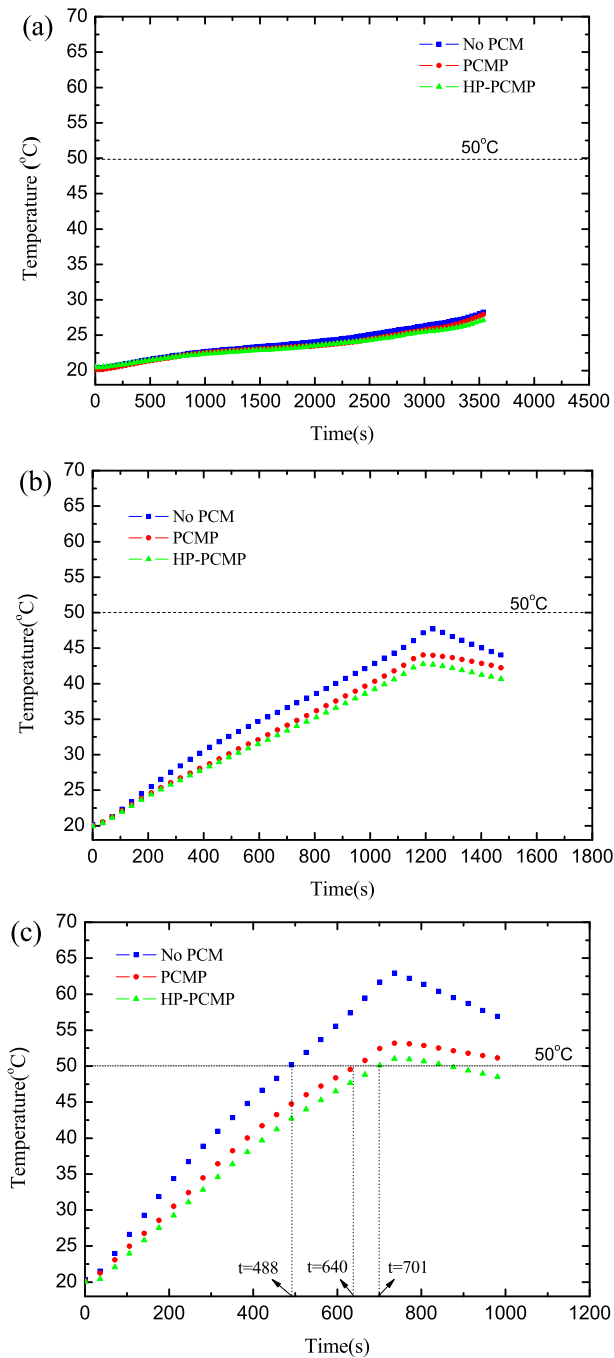 (a)
70
65
60
55
50
45
40
35
30
25
20
Temperature (°C)
No PCM
PCMP
HP-PCMP
50°C
0 500 1000 1500 2000 2500 3000 3500 4000 4500
Time(s)
(b)
70
65
60
55
50
45
40
35
30
25
20
Temperature(°C)
No PCM
PCMP
HP-PCMP
50°C
0 200 400 600 800 1000 1200 1400 1600 1800
Time(s)
(c)
70
65
60
55
50
45
40
35
30
25
20
Temperature(°C)
No PCM
PCMP
HP-PCMP
50°C
t=488 t=640 t=701
0 200 400 600 800 1000 1200
Time(s)